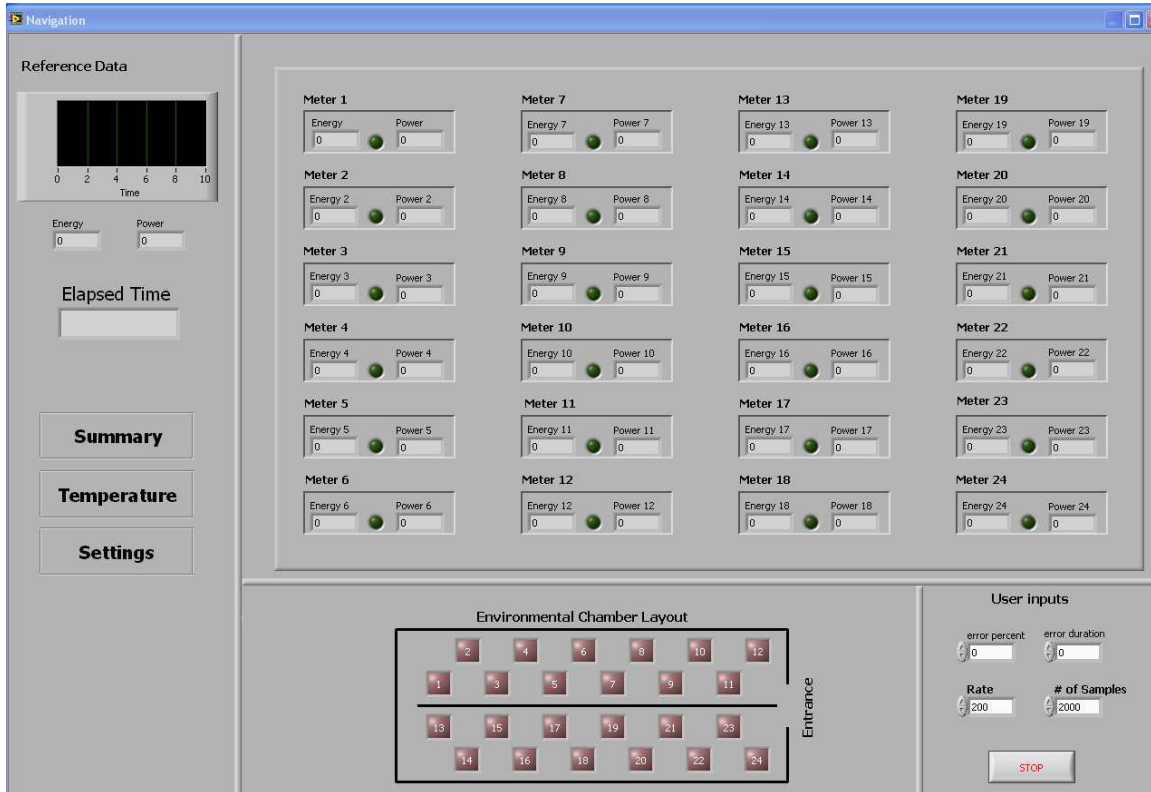 Navigation
Reference Data
0 2 4 6 8 10
Time
Energy Power
0 0
Elapsed Time
Summary
Temperature
Settings
Meter 1 Meter 7 Meter 13 Meter 19
Energy Power Energy 7 Power 7 Energy 13 Power 13 Energy 19 Power 19
0 0 0 0 0 0 0 0
Meter 2 Meter 8 Meter 14 Meter 20
Energy 2 Power 2 Energy 8 Power 8 Energy 14 Power 14 Energy 20 Power 20
0 0 0 0 0 0 0 0
Meter 3 Meter 9 Meter 15 Meter 21
Energy 3 Power 3 Energy 9 Power 9 Energy 15 Power 15 Energy 21 Power 21
0 0 0 0 0 0 0 0
Meter 4 Meter 10 Meter 16 Meter 22
Energy 4 Power 4 Energy 10 Power 10 Energy 16 Power 16 Energy 22 Power 22
0 0 0 0 0 0 0 0
Meter 5 Meter 11 Meter 17 Meter 23
Energy 5 Power 5 Energy 11 Power 11 Energy 17 Power 17 Energy 23 Power 23
0 0 0 0 0 0 0 0
Meter 6 Meter 12 Meter 18 Meter 24
Energy 6 Power 6 Energy 12 Power 12 Energy 18 Power 18 Energy 24 Power 24
0 0 0 0 0 0 0 0
Environmental Chamber Layout
2 4 6 8 10 12
1 3 5 7 9 11
13 15 17 19 21 23
14 16 18 20 22 24
Entrance
User inputs
error percent error duration
0 0
Rate # of Samples
200 2000
STOP